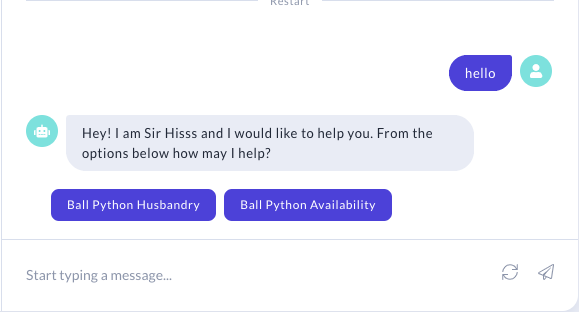 Restart
hello
Hey! I am Sir Hisss and I would like to help you. From the
options below how may I help?
Ball Python Husbandry
Ball Python Availability
Start typing a message...